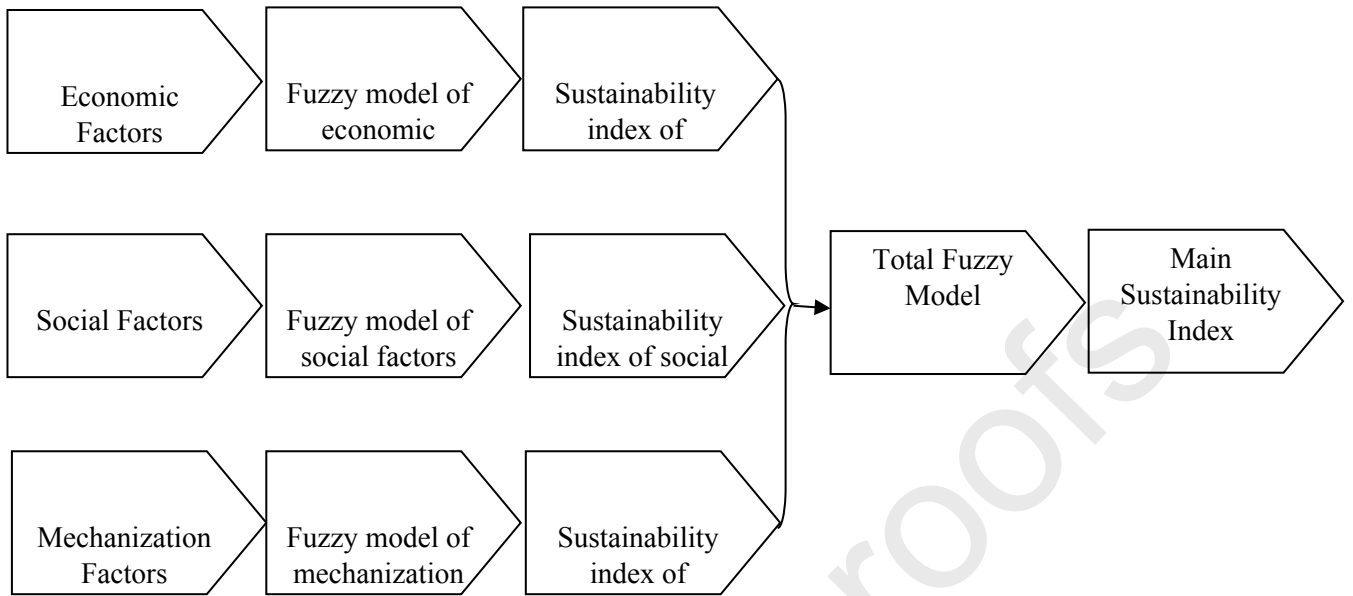 Economic
Factors
Fuzzy model of
economic
Sustainability
index of
Social Factors
Fuzzy model of
social factors
Sustainability
index of social
Total Fuzzy
Model
Main
Sustainability
Index
Mechanization
Factors
Fuzzy model of
mechanization
Sustainability
index of
roofs